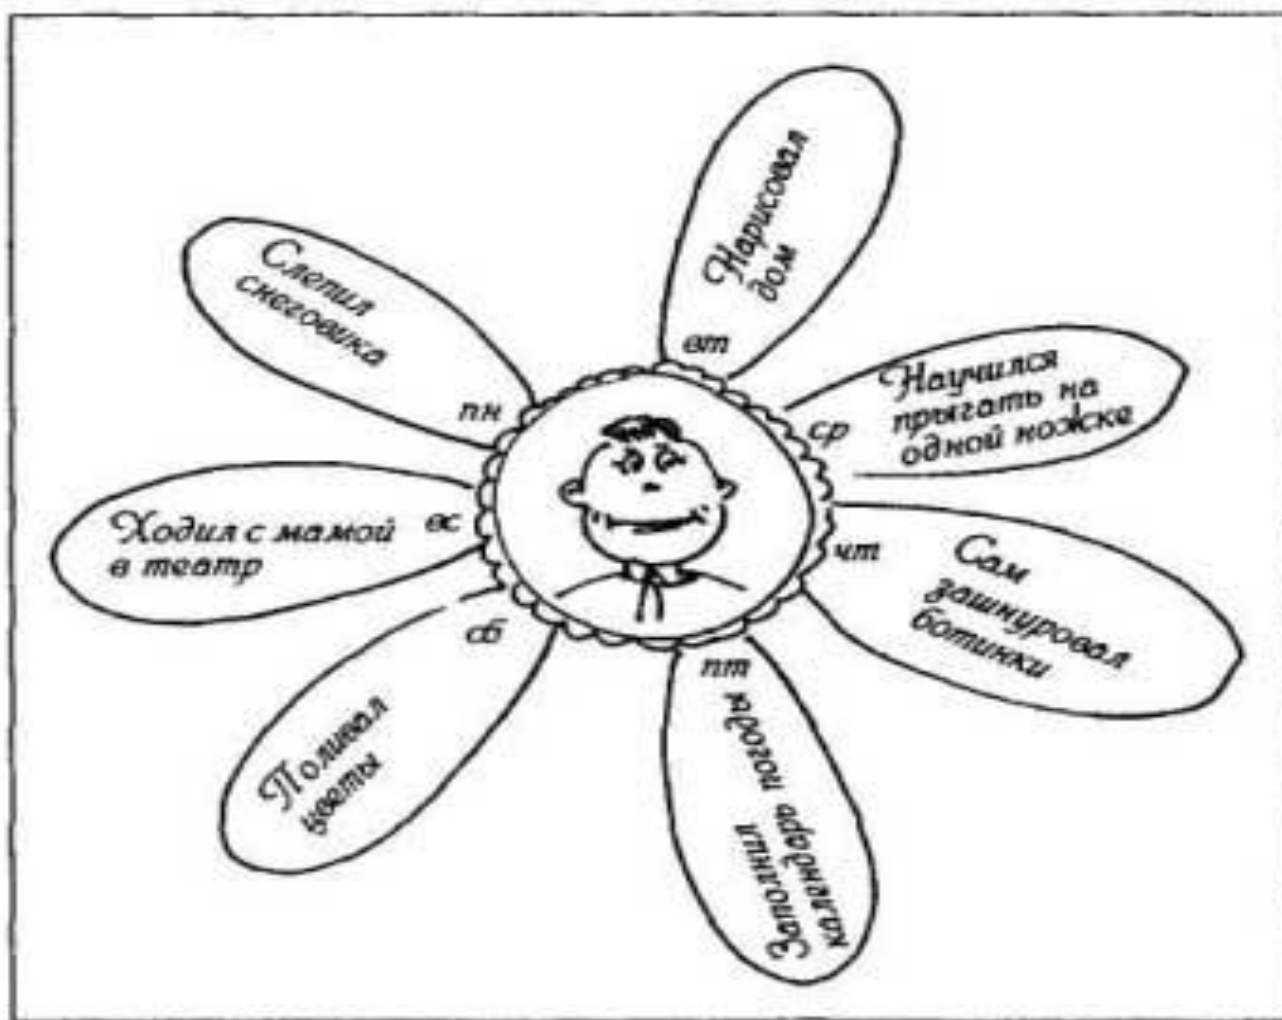 пн
Слепил
снеговика
вт
Нарисовал
дом
ср
Научился
прыгать на
одной ножке
чт
Сам
зашнуровал
ботинки
пт
Заполнил
календарь погоды
сб
Поливал
цветы
вс
Ходил с мамой
в театр